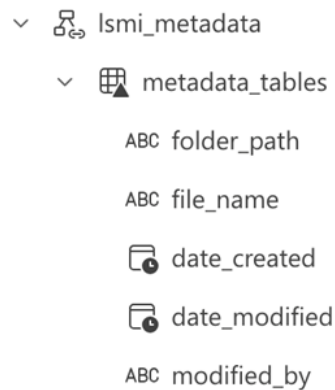 lsmi_metadata
metadata_tables
ABC folder_path
ABC file_name
date_created
date_modified
ABC modified_by